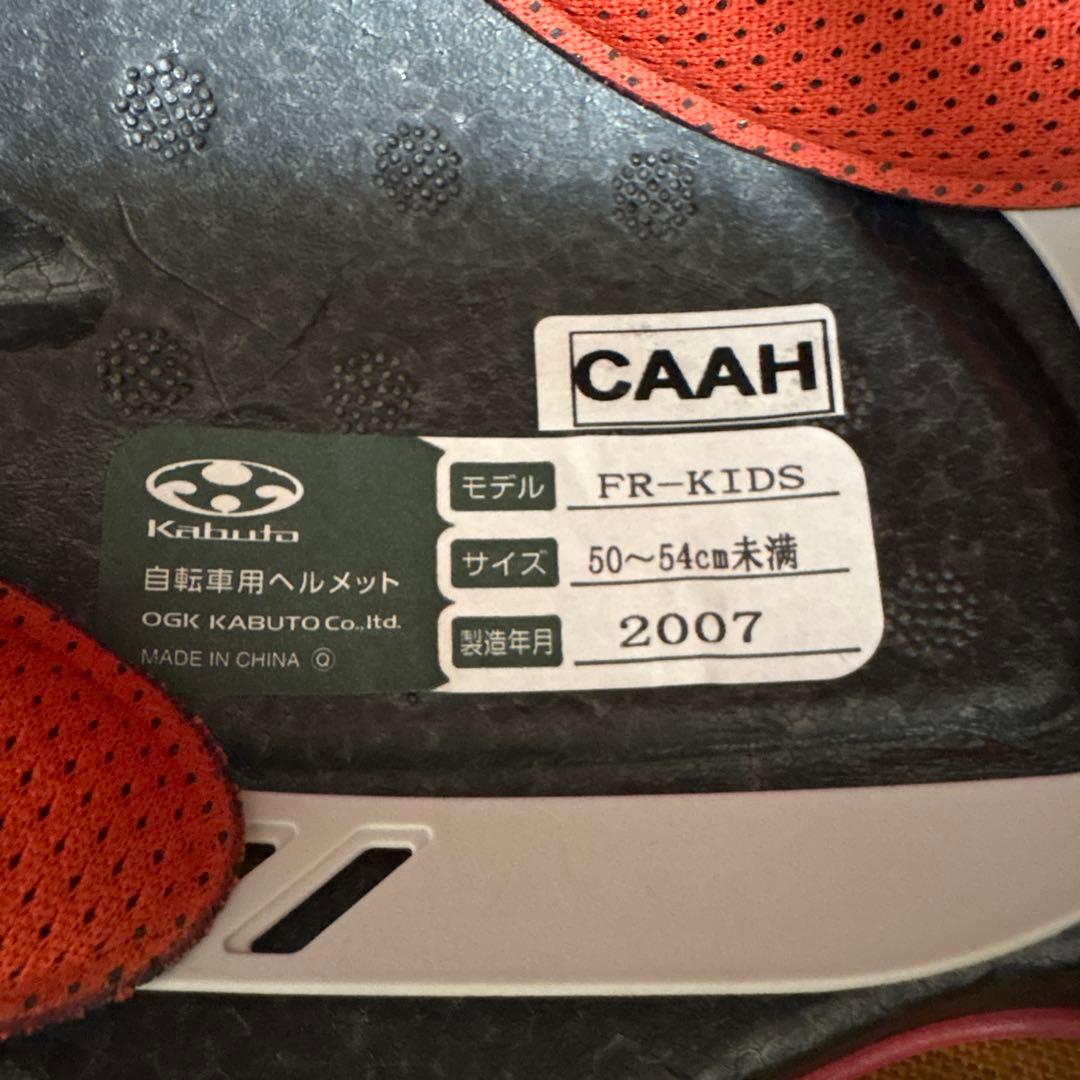 CAAH
Kabuto
自転車用ヘルメット
OGK KABUTO Co.,ltd.
MADE IN CHINA Ⓠ
モデル FR-KIDS
サイズ 50～54cm未満
製造年月 2007